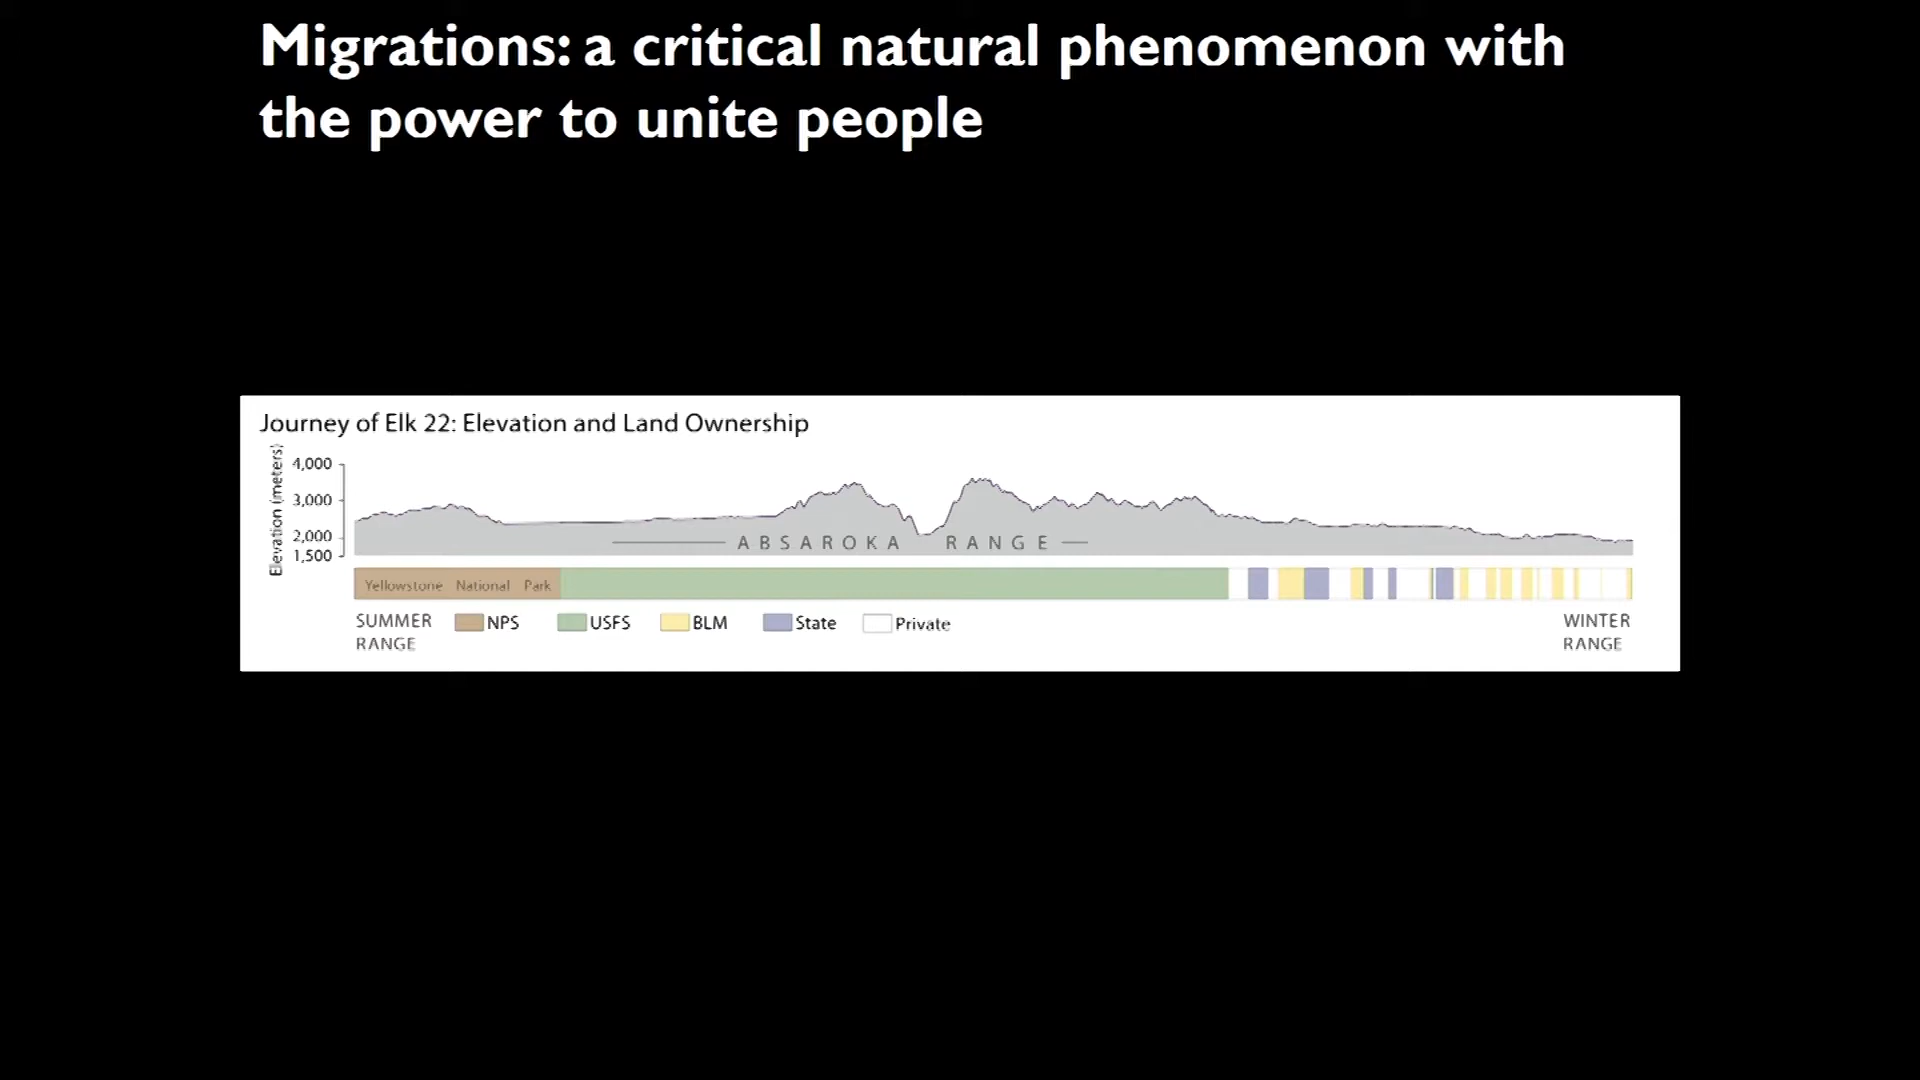 Migrations: a critical natural phenomenon with
the power to unite people
Journey of Elk 22: Elevation and Land Ownership
Elevation (meters)
4,000
3,000
2,000
1,500
ABSAROKA RANGE
Yellowstone National Park
SUMMER
RANGE
NPS
USFS
BLM
State
Private
WINTER
RANGE